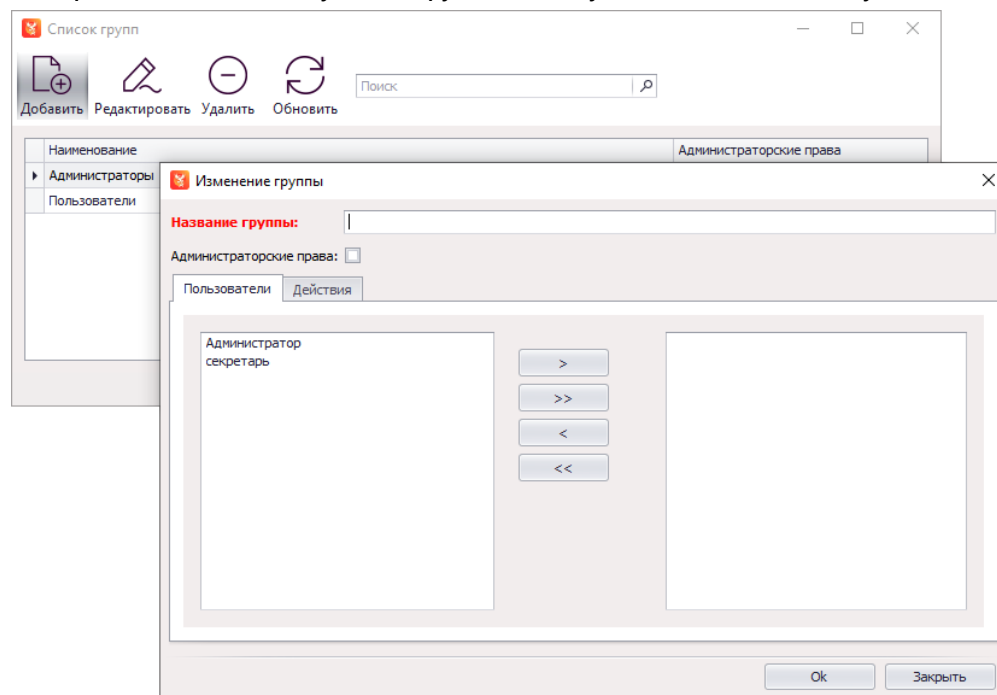 Список групп
Добавить Редактировать Удалить Обновить
Поиск
Наименование Администраторские права
Администраторы
Пользователи
Изменение группы
Название группы:
Администраторские права:
Пользователи Действия
Администратор
секретарь
>
>>
<
<<
Ok Закрыть